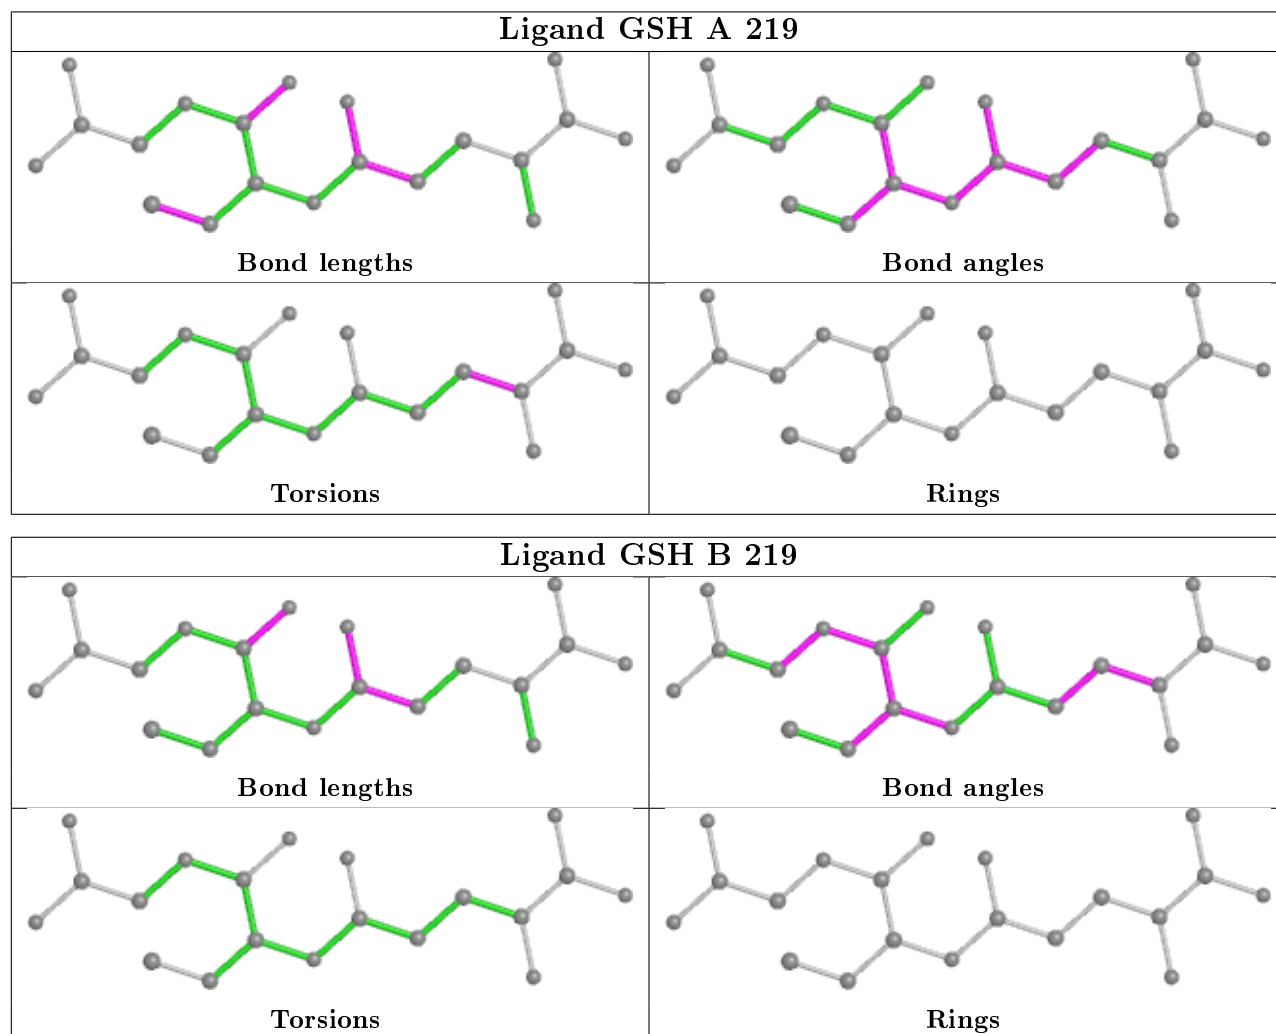 Ligand GSH A 219
Bond lengths
Bond angles
Torsions
Rings
Ligand GSH B 219
Bond lengths
Bond angles
Torsions
Rings